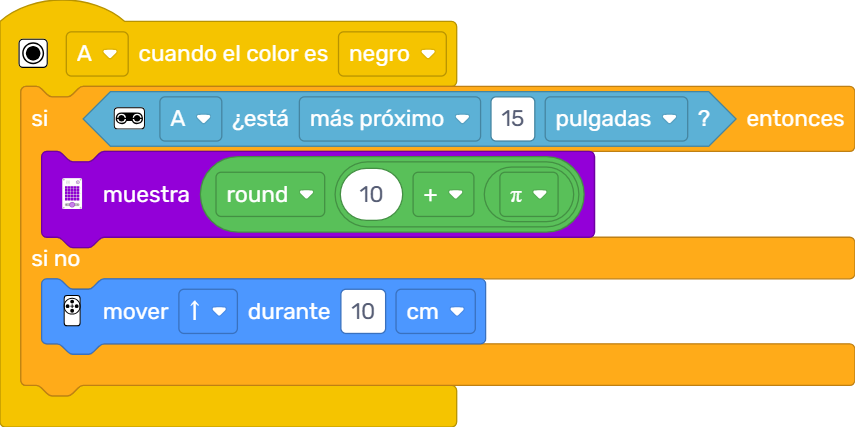 A cuando el color es negro
si A ¿está más próximo 15 pulgadas ? entonces
muestra round 10 + π
si no
mover ↑ durante 10 cm